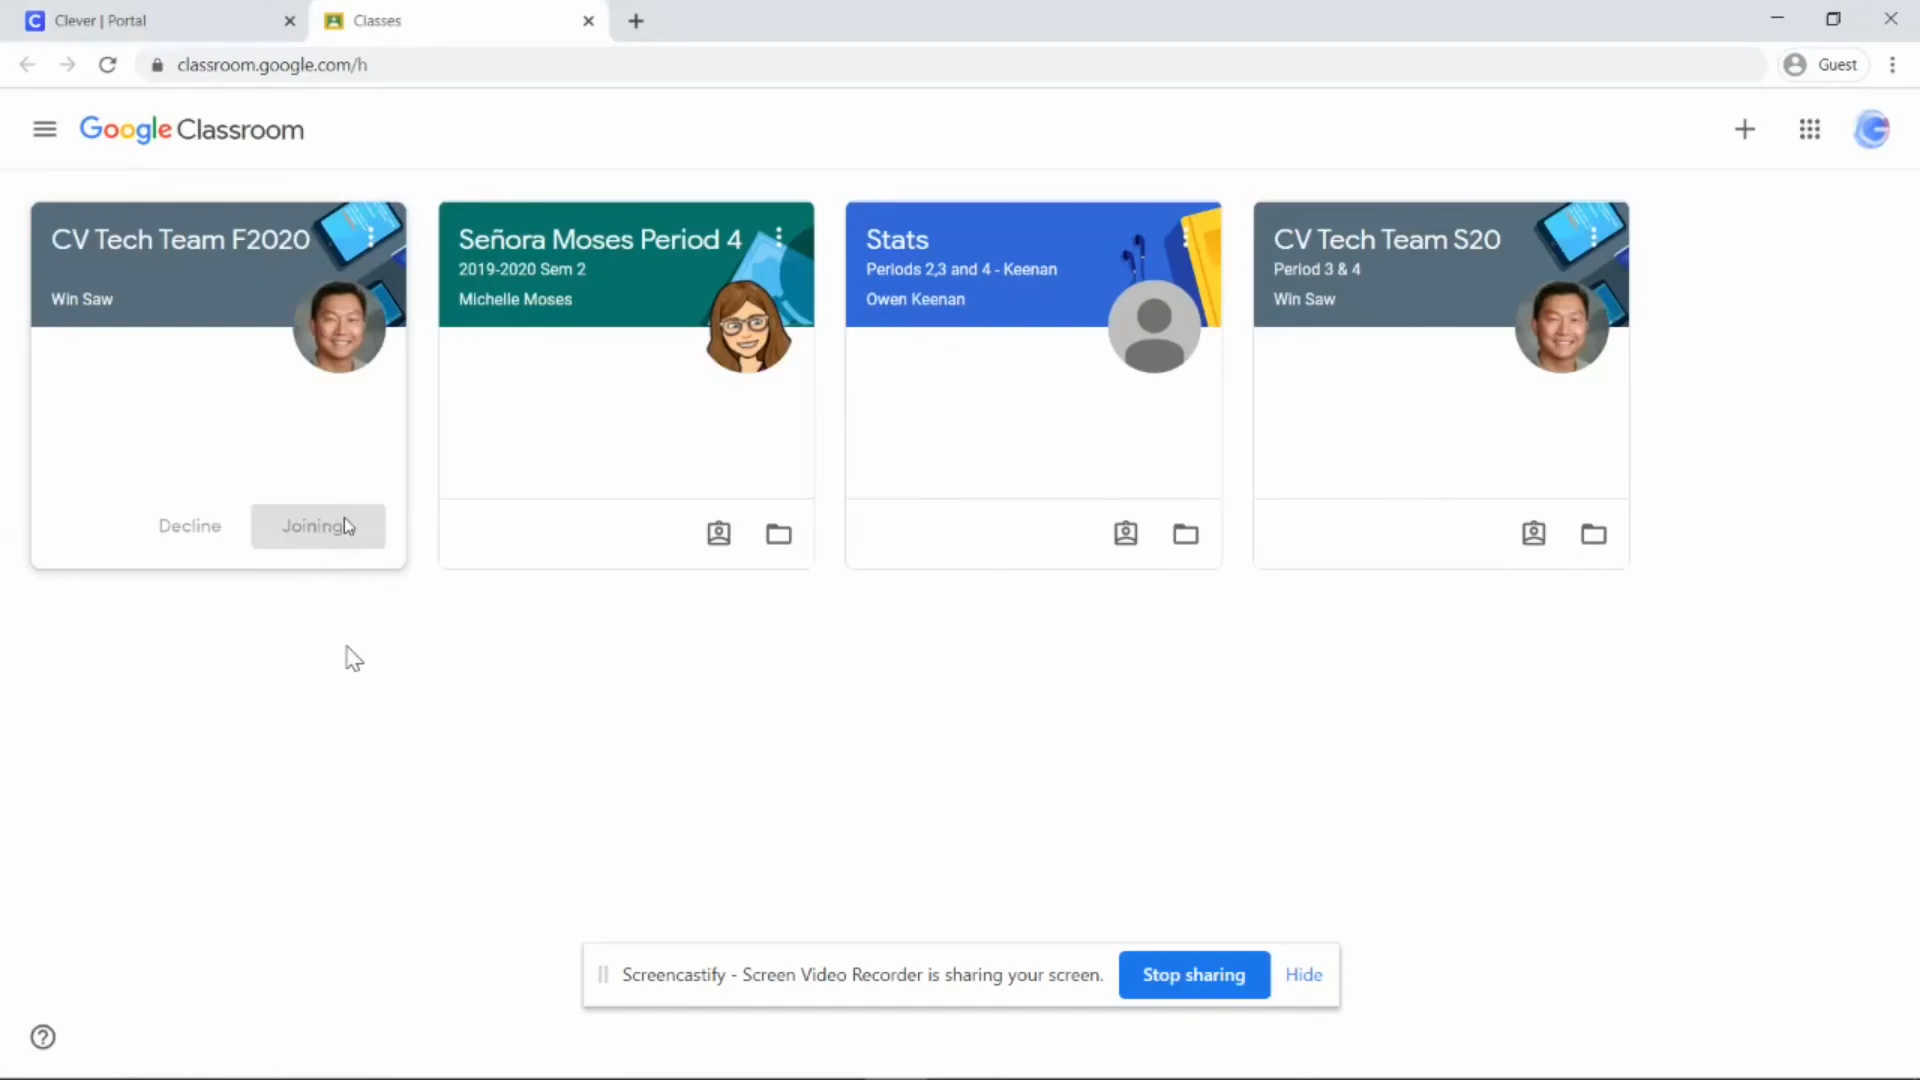 Clever | Portal
Classes
classroom.google.com/h
Guest
Google Classroom
CV Tech Team F2020
Win Saw
Decline
Joining
Señora Moses Period 4
2019-2020 Sem 2
Michelle Moses
Stats
Periods 2,3 and 4 - Keenan
Owen Keenan
CV Tech Team S20
Period 3 & 4
Win Saw
Screencastify - Screen Video Recorder is sharing your screen.
Stop sharing
Hide